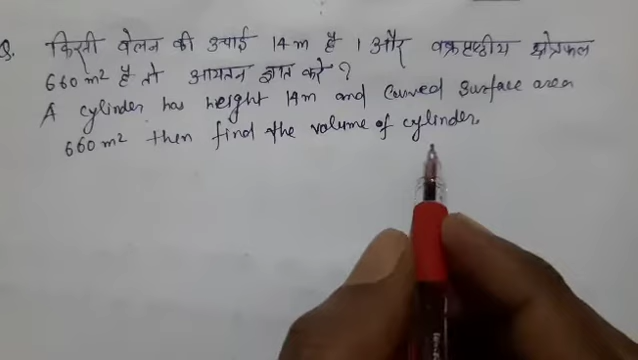 Q. किसी बेलन की उचाई 14 m है । और वक्रपृष्ठीय क्षेत्रफल
660 m² है तो आयतन ज्ञात करे ?
A cylinder has height 14m and curved surface area
660 m² then find the volume of cylinder.